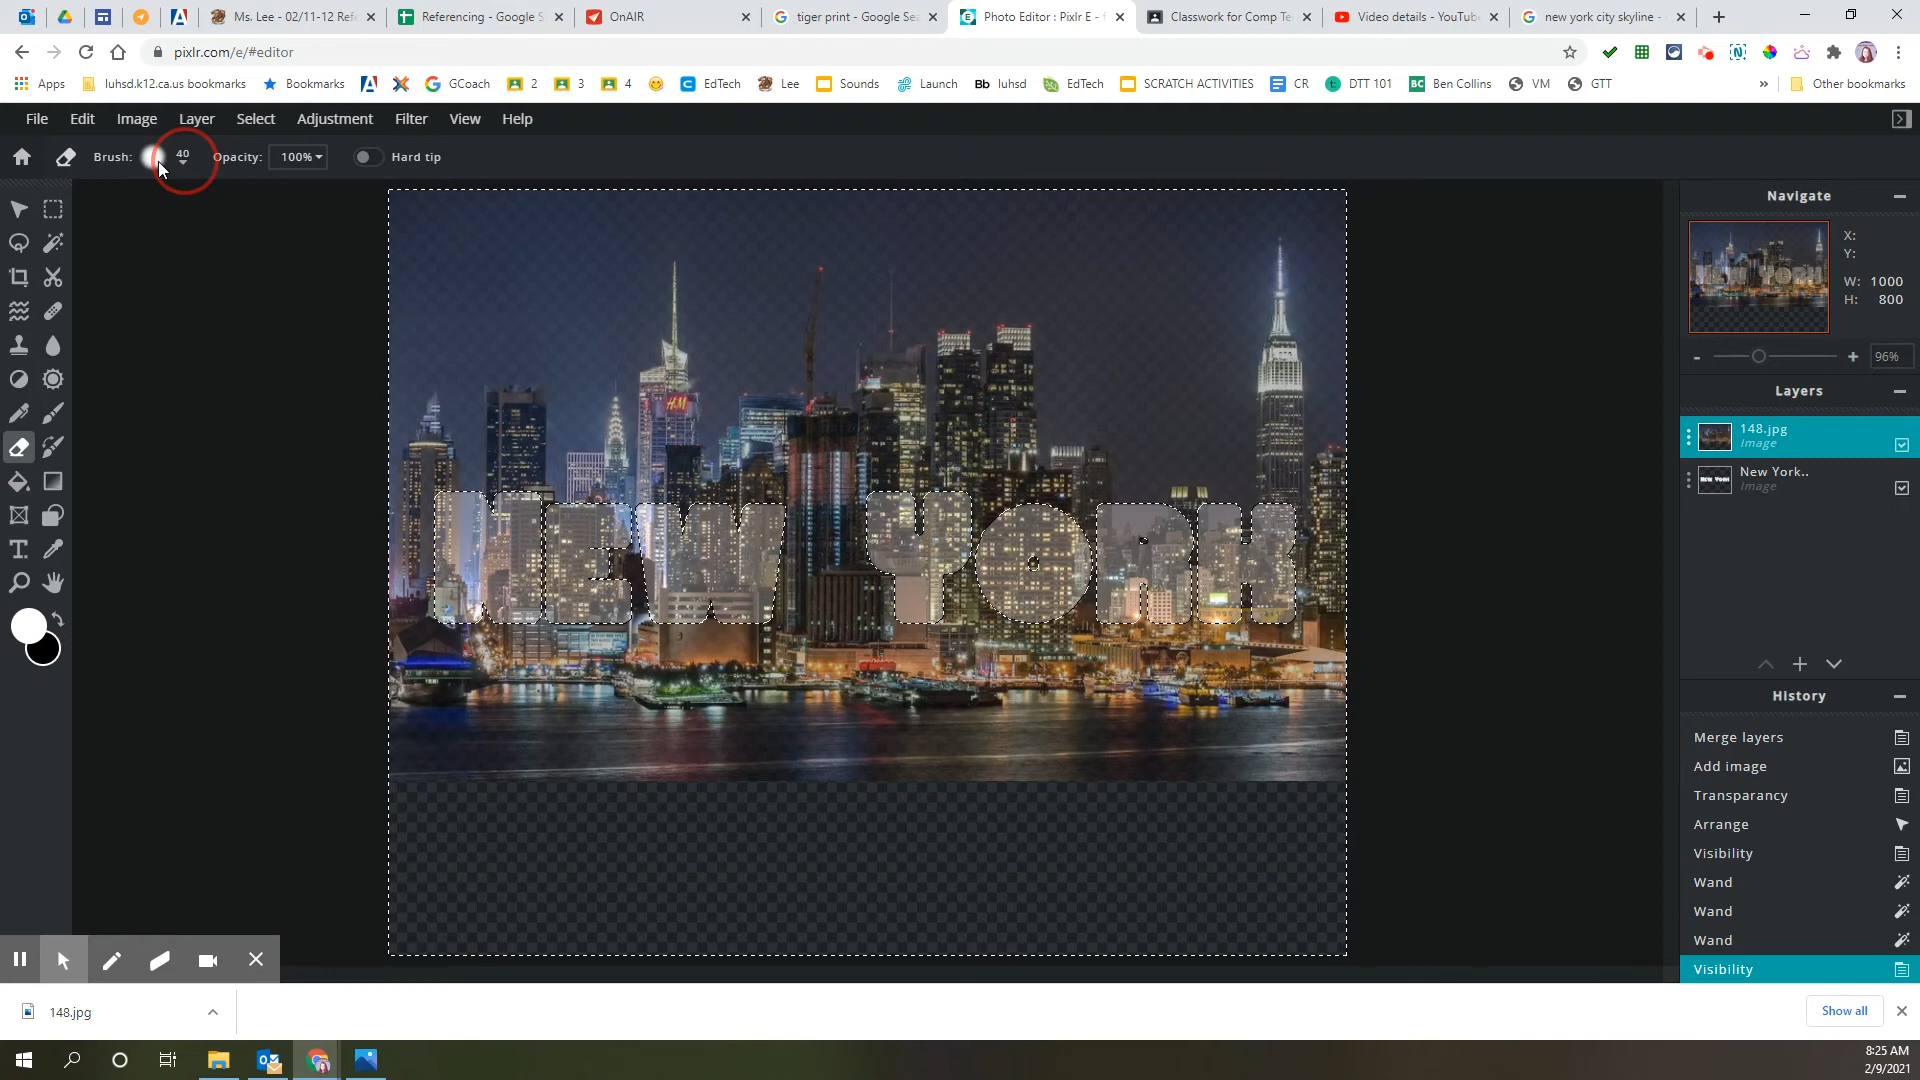 Ms. Lee - 02/11-12 Ref
Referencing - Google S
OnAIR
tiger print - Google Sea
Photo Editor : Pixlr E - f
Classwork for Comp Te
Video details - YouTub
new york city skyline -
pixlr.com/e/#editor
Apps luhsd.k12.ca.us bookmarks Bookmarks GCoach 2 3 4 EdTech Lee Sounds Launch Bb luhsd EdTech SCRATCH ACTIVITIES CR DTT 101 BC Ben Collins VM GTT » Other bookmarks
File Edit Image Layer Select Adjustment Filter View Help
Brush: 40 Opacity: 100% Hard tip
Navigate
X:
Y:
W: 1000
H: 800
96%
Layers
148.jpg
Image
New York..
Image
H&M
NEW YORK
History
Merge layers
Add image
Transparancy
Arrange
Visibility
Wand
Wand
Wand
Visibility
148.jpg
Show all
8:25 AM
2/9/2021